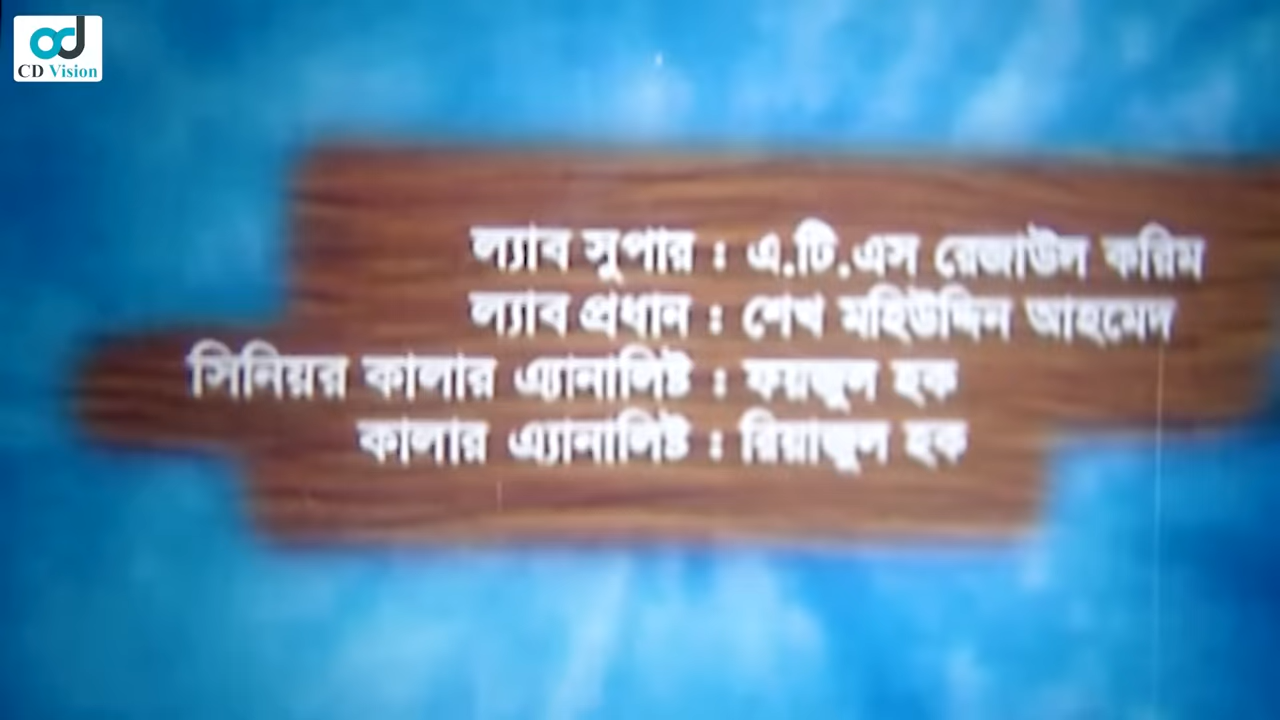 CD Vision
ল্যাব সুপার : এ.টি.এস রেজাউল করিম
ল্যাব প্রধান : শেখ মহিউদ্দিন আহমেদ
সিনিয়র কালার এ্যানালিষ্ট : ফয়জুল হক
কালার এ্যানালিষ্ট : রিয়াজুল হক